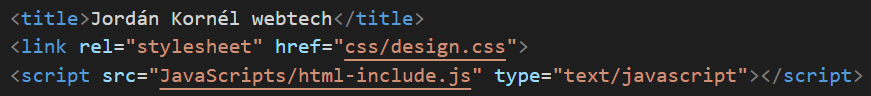 <title>Jordán Kornél webtech</title>
<link rel="stylesheet" href="css/design.css">
<script src="JavaScripts/html-include.js" type="text/javascript"></script>